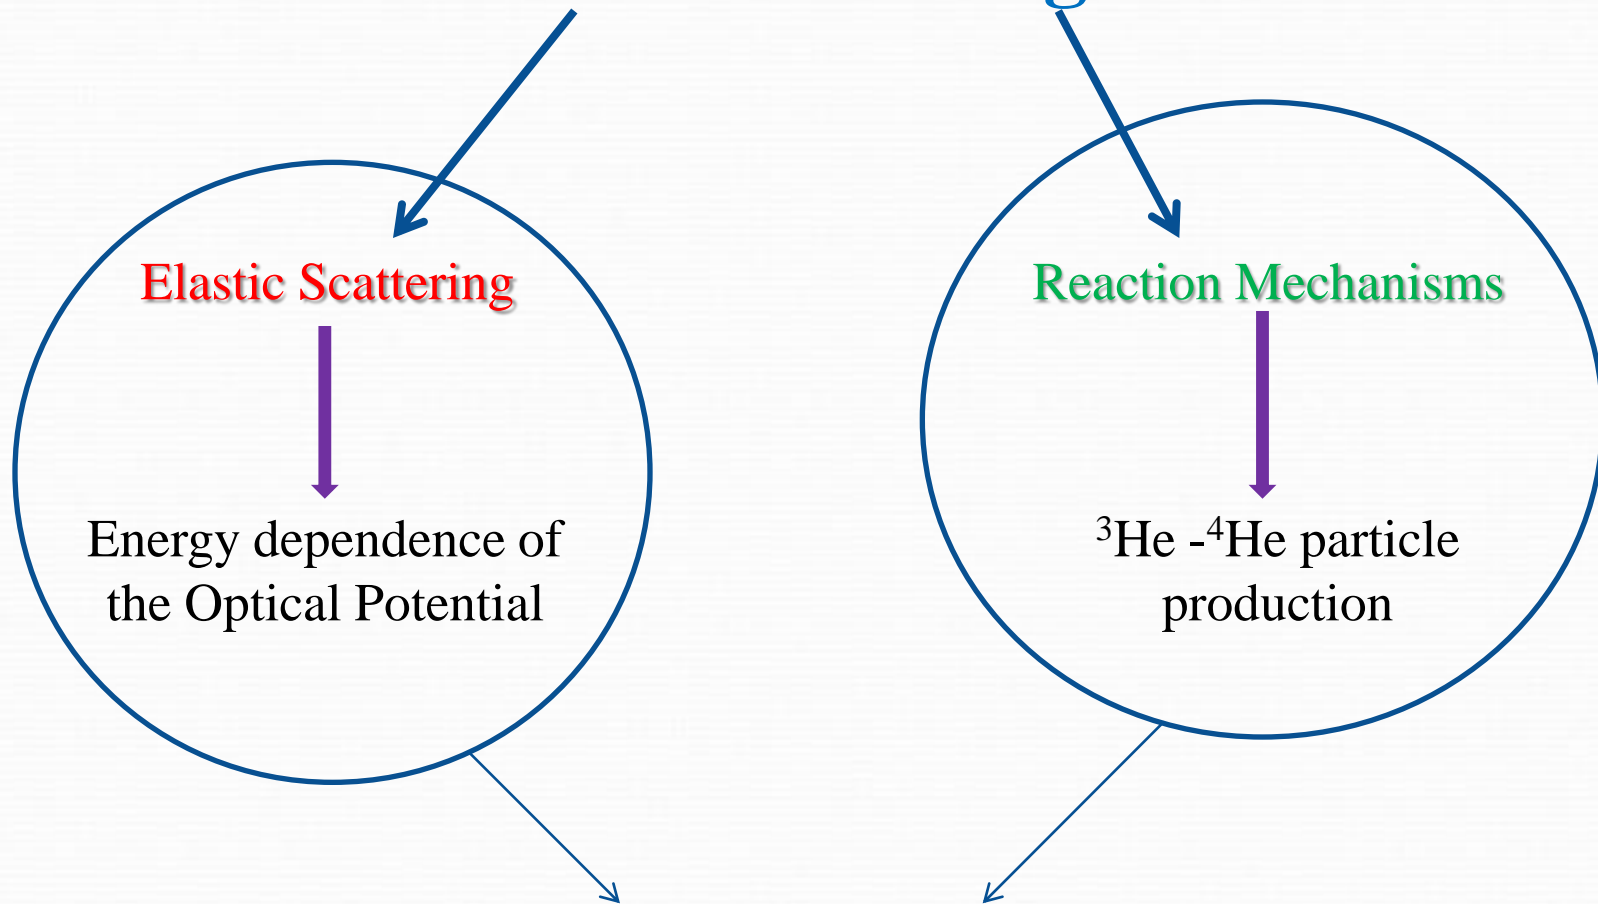 Elastic Scattering
Energy dependence of
the Optical Potential
Reaction Mechanisms
³He -⁴He particle
production